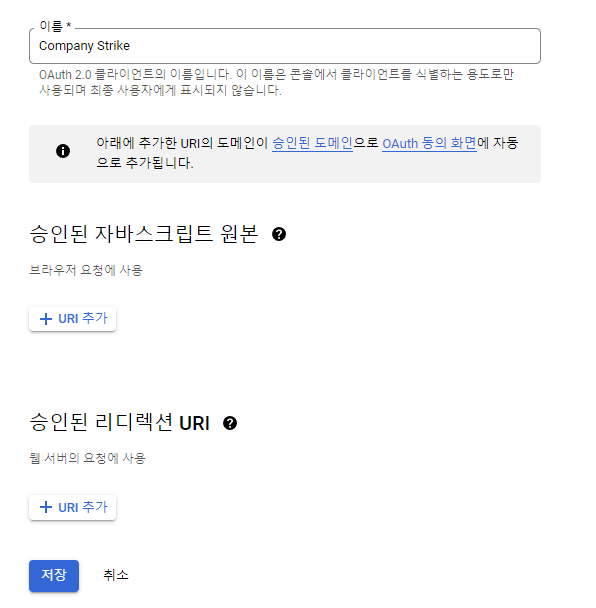 이름 *
Company Strike
OAuth 2.0 클라이언트의 이름입니다. 이 이름은 콘솔에서 클라이언트를 식별하는 용도로만
사용되며 최종 사용자에게 표시되지 않습니다.
아래에 추가한 URI의 도메인이 승인된 도메인으로 OAuth 동의 화면에 자동
으로 추가됩니다.
승인된 자바스크립트 원본
브라우저 요청에 사용
URI 추가
승인된 리디렉션 URI
웹 서버의 요청에 사용
URI 추가
저장 취소